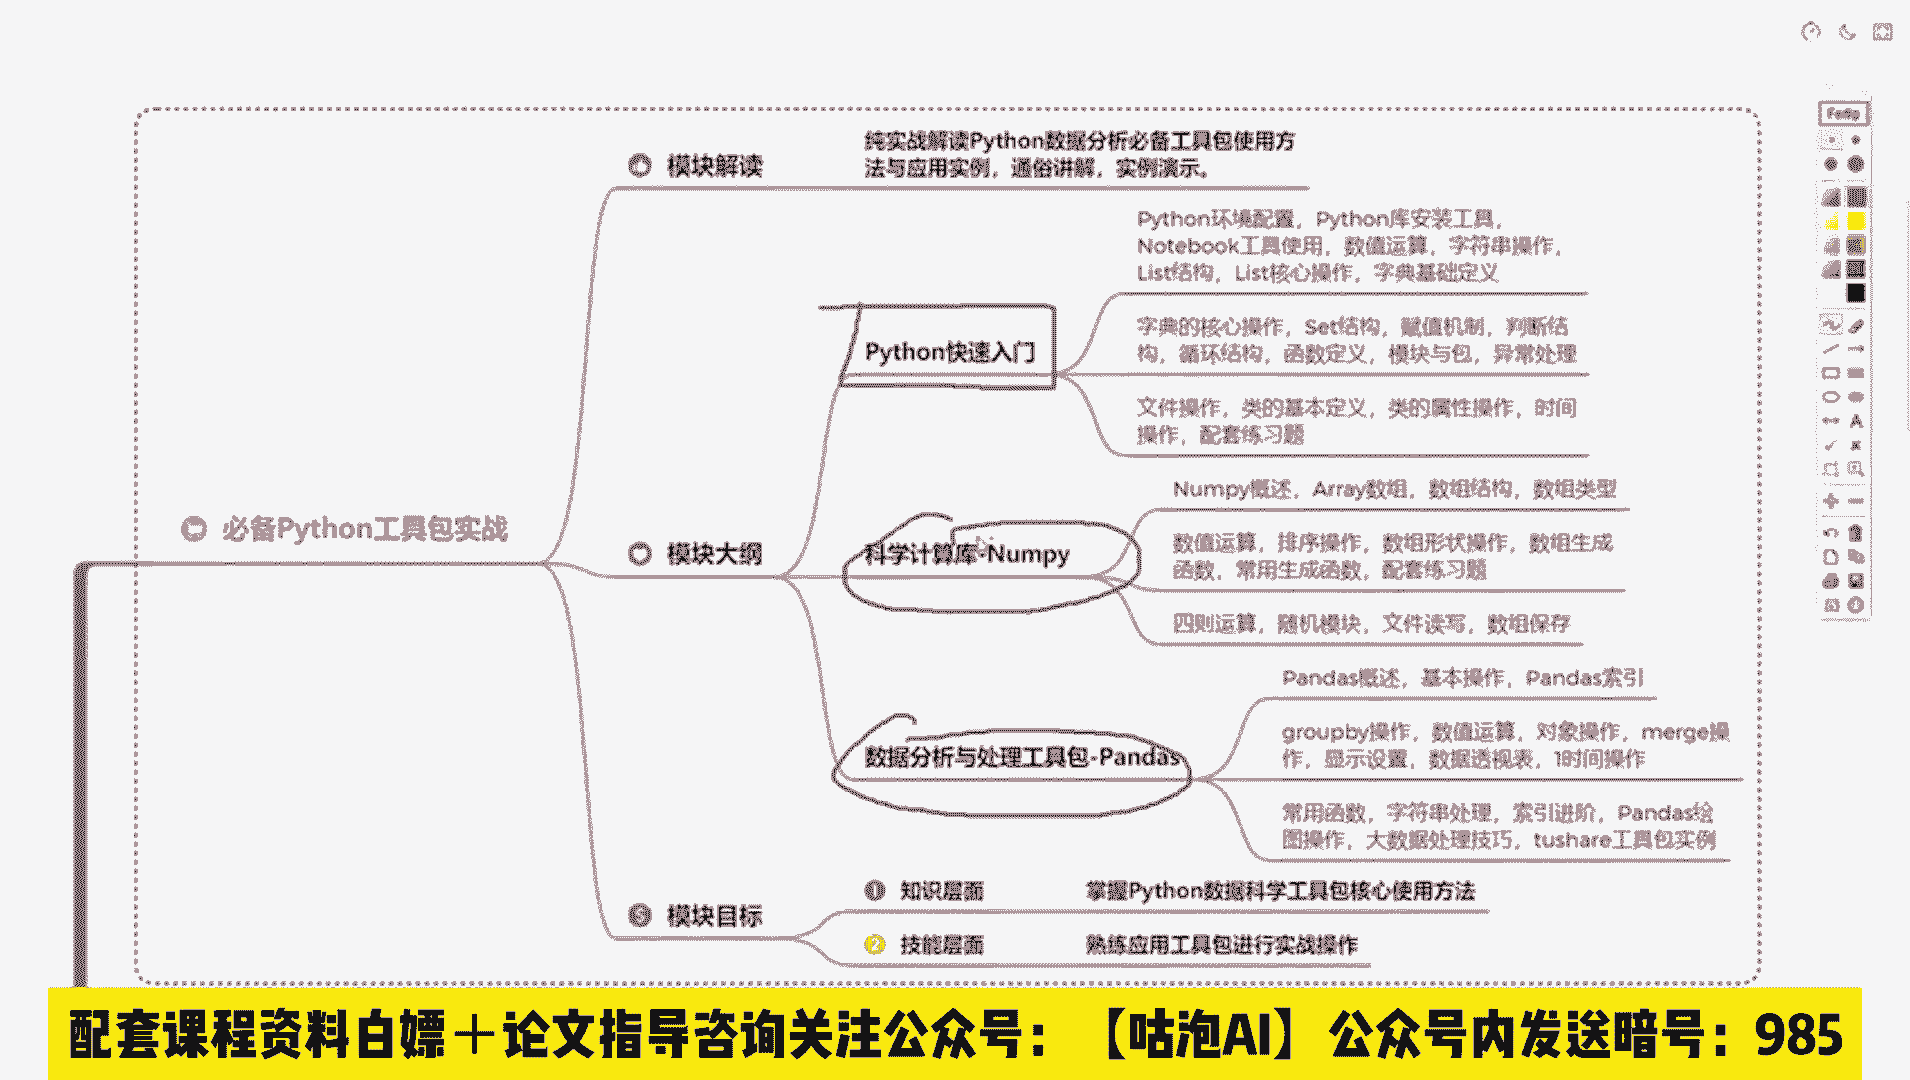 模块解读
纯实战解读Python数据分析必备工具包使用方
法与应用实例，通俗讲解，实例演示。
Python环境配置，Python库安装工具，
Notebook工具使用，数值运算，字符串操作，
List结构，List核心操作，字典基础定义
Python快速入门
字典的核心操作，Set结构，赋值机制，判断结
构，循环结构，函数定义，模块与包，异常处理
文件操作，类的基本定义，类的属性操作，时间
操作，配套练习题
必备Python工具包实战
模块大纲
科学计算库-Numpy
Numpy概述，Array数组，数组结构，数组类型
数值运算，排序操作，数组形状操作，数组生成
函数，常用生成函数，配套练习题
四则运算，随机模块，文件读写，数组保存
数据分析与处理工具包-Pandas
Pandas概述，基本操作，Pandas索引
groupby操作，数值运算，对象操作，merge操
作，显示设置，数据透视表，1时间操作
常用函数，字符串处理，索引进阶，Pandas绘
图操作，大数据处理技巧，tushare工具包实例
模块目标
1 知识层面 掌握Python数据科学工具包核心使用方法
2 技能层面 熟练应用工具包进行实战操作
配套课程资料白嫖＋论文指导咨询关注公众号：【咕泡AI】公众号内发送暗号：985